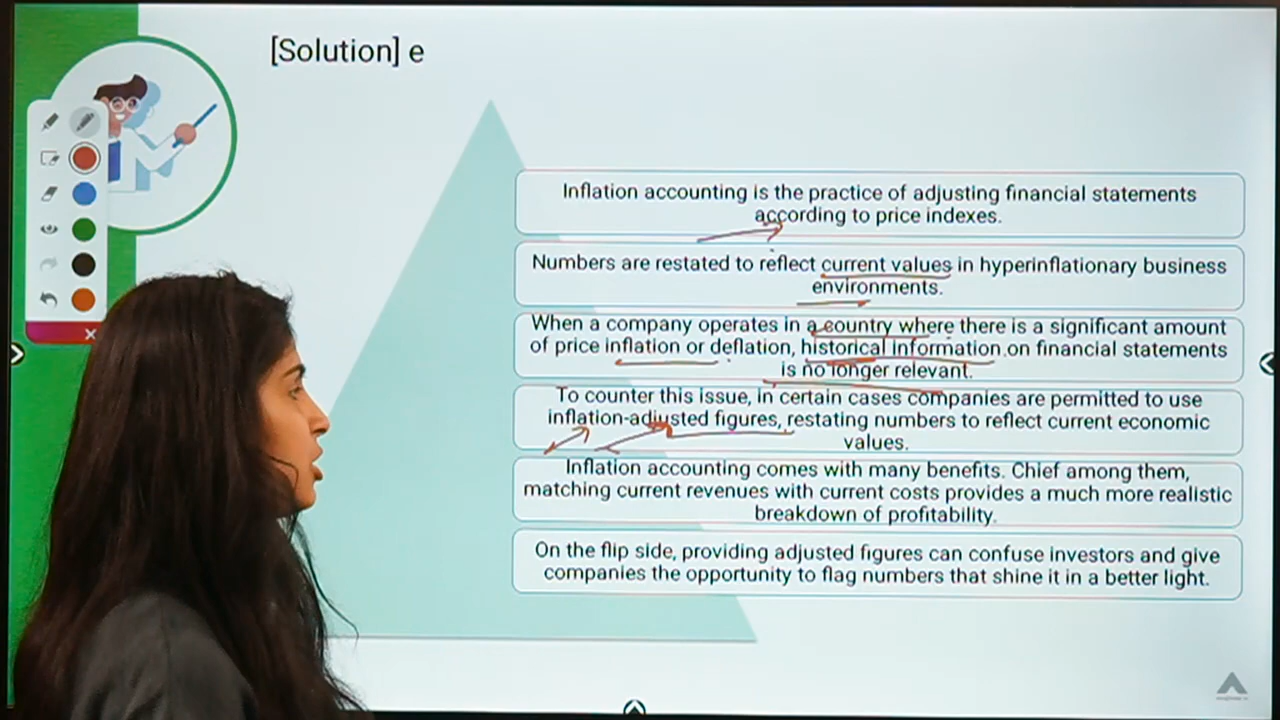 [Solution] e
Inflation accounting is the practice of adjusting financial statements
according to price indexes.
Numbers are restated to reflect current values in hyperinflationary business
environments.
When a company operates in a country where there is a significant amount
of price inflation or deflation, historical information on financial statements
is no longer relevant.
To counter this issue, in certain cases companies are permitted to use
inflation-adjusted figures, restating numbers to reflect current economic
values.
Inflation accounting comes with many benefits. Chief among them,
matching current revenues with current costs provides a much more realistic
breakdown of profitability.
On the flip side, providing adjusted figures can confuse investors and give
companies the opportunity to flag numbers that shine it in a better light.